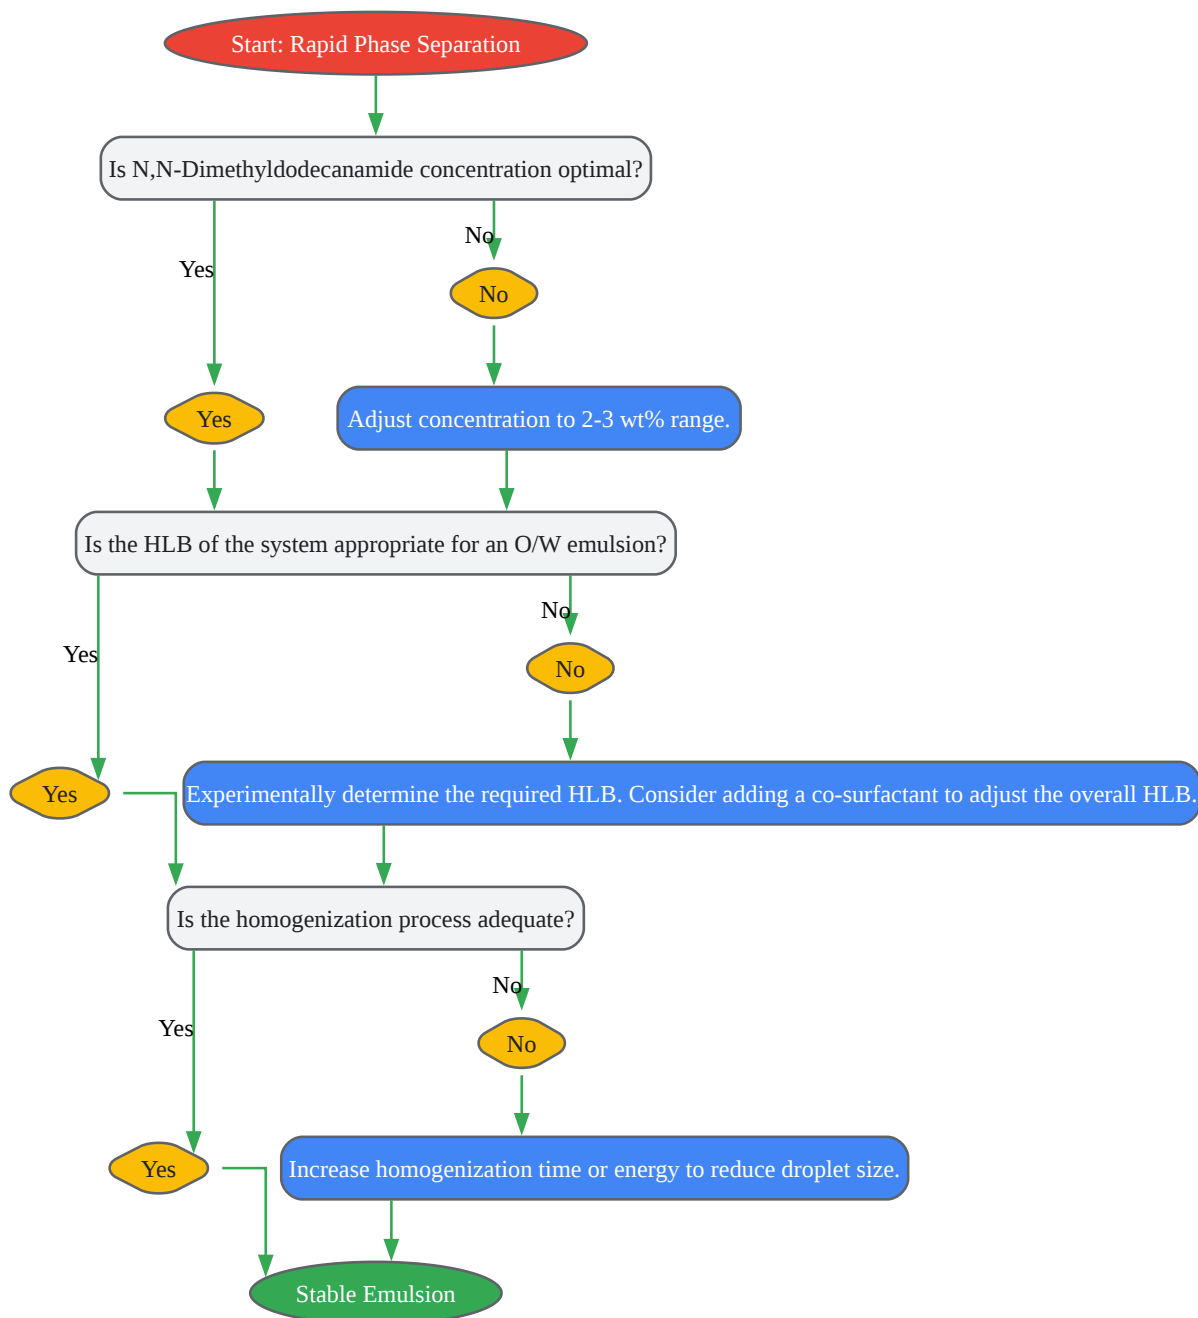 Start: Rapid Phase Separation
Is N,N-Dimethyldodecanamide concentration optimal?
No
Yes
No
Yes
Adjust concentration to 2-3 wt% range.
Is the HLB of the system appropriate for an O/W emulsion?
No
Yes
No
Yes
Experimentally determine the required HLB. Consider adding a co-surfactant to adjust the overall HLB.
Is the homogenization process adequate?
No
Yes
No
Yes
Increase homogenization time or energy to reduce droplet size.
Stable Emulsion